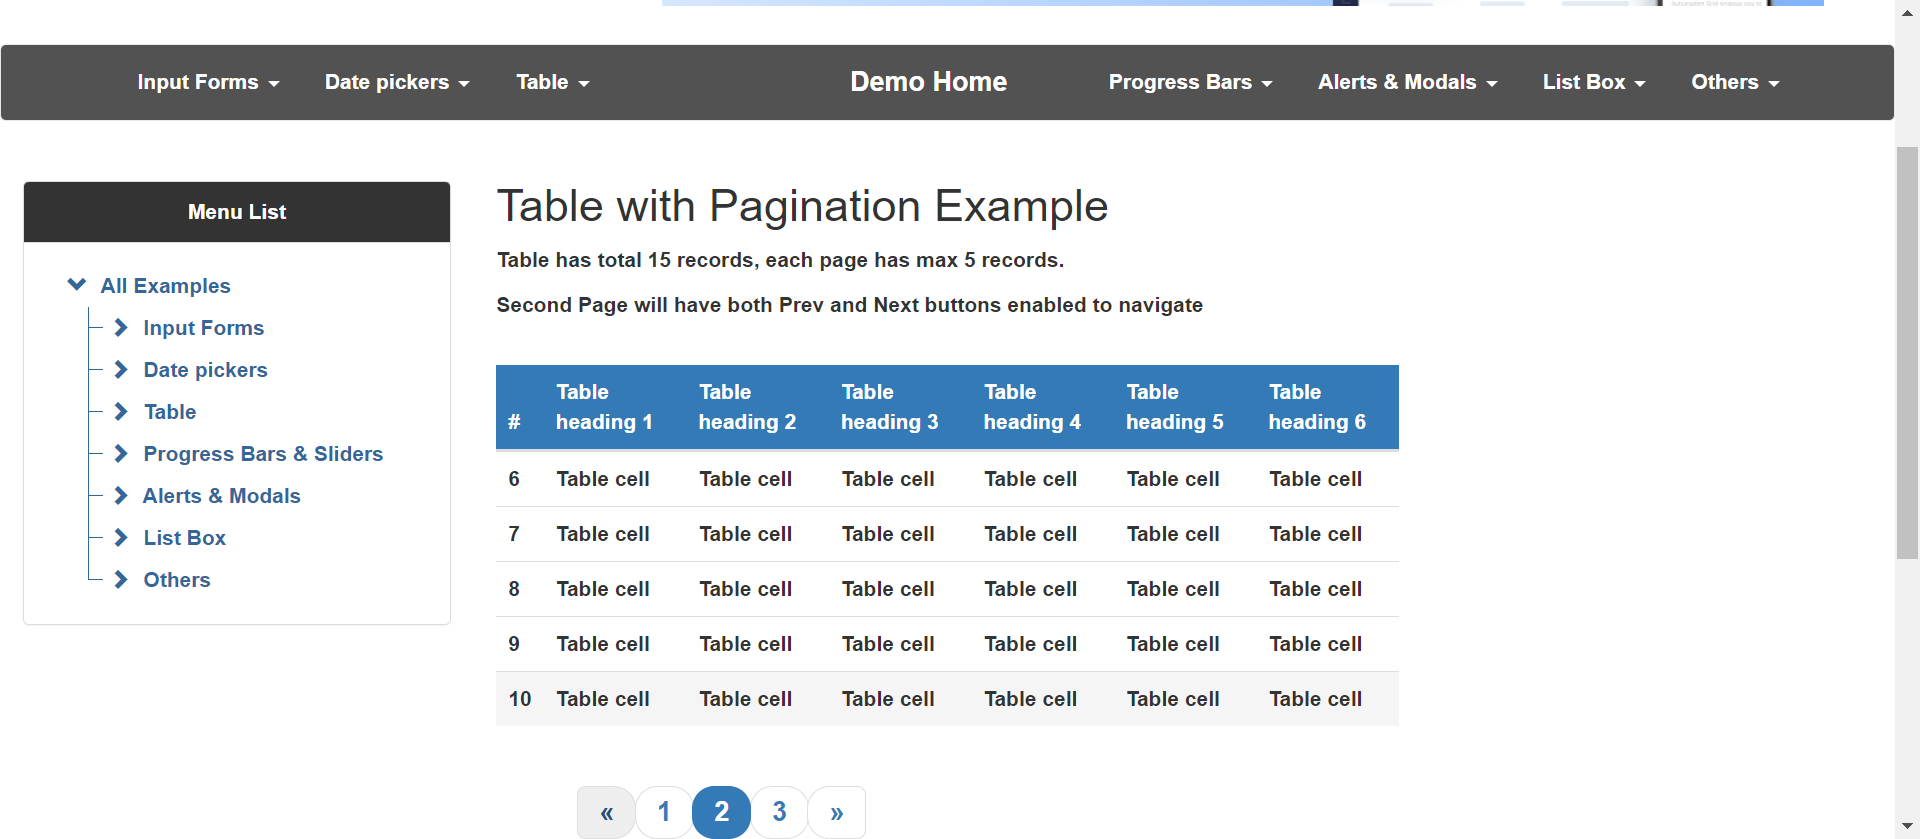 Input Forms
Date pickers
Table
Demo Home
Progress Bars
Alerts & Modals
List Box
Others
Menu List
All Examples
Input Forms
Date pickers
Table
Progress Bars & Sliders
Alerts & Modals
List Box
Others
Table with Pagination Example
Table has total 15 records, each page has max 5 records.
Second Page will have both Prev and Next buttons enabled to navigate
# Table heading 1 Table heading 2 Table heading 3 Table heading 4 Table heading 5 Table heading 6
6 Table cell Table cell Table cell Table cell Table cell Table cell
7 Table cell Table cell Table cell Table cell Table cell Table cell
8 Table cell Table cell Table cell Table cell Table cell Table cell
9 Table cell Table cell Table cell Table cell Table cell Table cell
10 Table cell Table cell Table cell Table cell Table cell Table cell
« 1 2 3 »